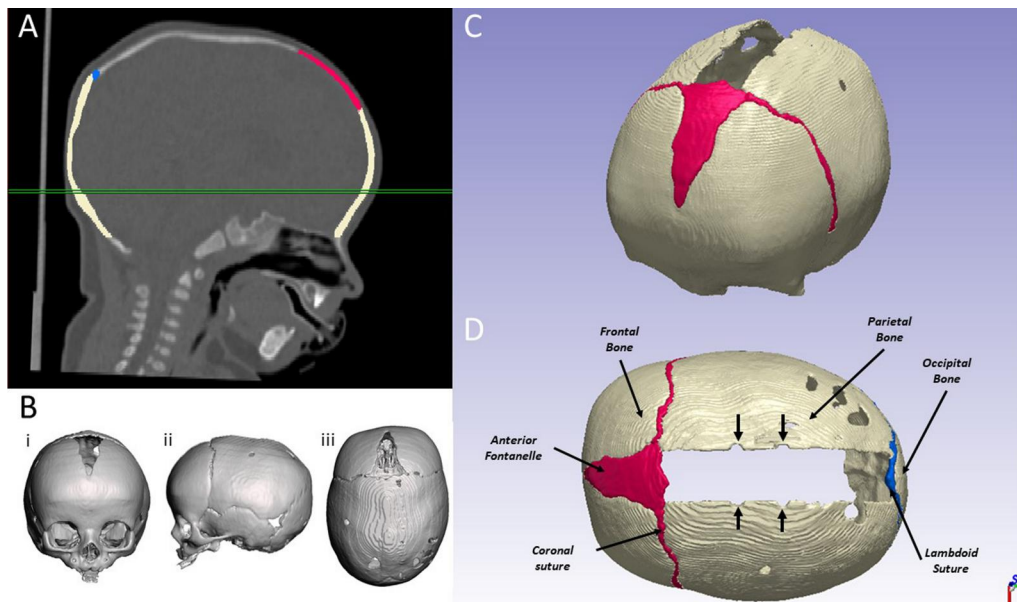 A
B
i
ii
iii
C
D
Frontal
Bone
Parietal
Bone
Occipital
Bone
Anterior
Fontanelle
Coronal
suture
Lambdoid
Suture
S